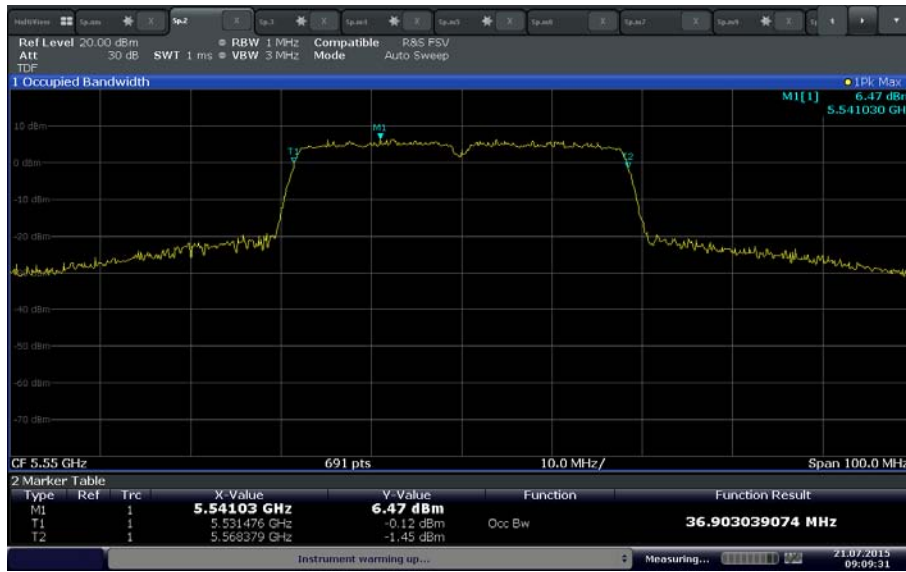 MultiView Sp.2 X Sp.3 X X X X X X
Ref Level 20.00 dBm RBW 1 MHz Compatible R&S FSV
Att 30 dB SWT 1 ms VBW 3 MHz Mode Auto Sweep
TDF
1 Occupied Bandwidth 1Pk Max
M1[1] 6.47 dBm
5.541030 GH
10 dBm
M1
T1
T2
0 dBm
-10 dBm
-20 dBm
-40 dBm
-50 dBm
-60 dBm
-70 dBm
CF 5.55 GHz 691 pts 10.0 MHz/ Span 100.0 MHz
2 Marker Table
Type Ref Trc X-Value Y-Value Function Function Result
M1 1 5.54103 GHz 6.47 dBm
T1 1 5.531476 GHz -0.12 dBm Occ Bw 36.903039074 MHz
T2 1 5.568379 GHz -1.45 dBm
Instrument warming up... Measuring... 21.07.2015
09:09:31